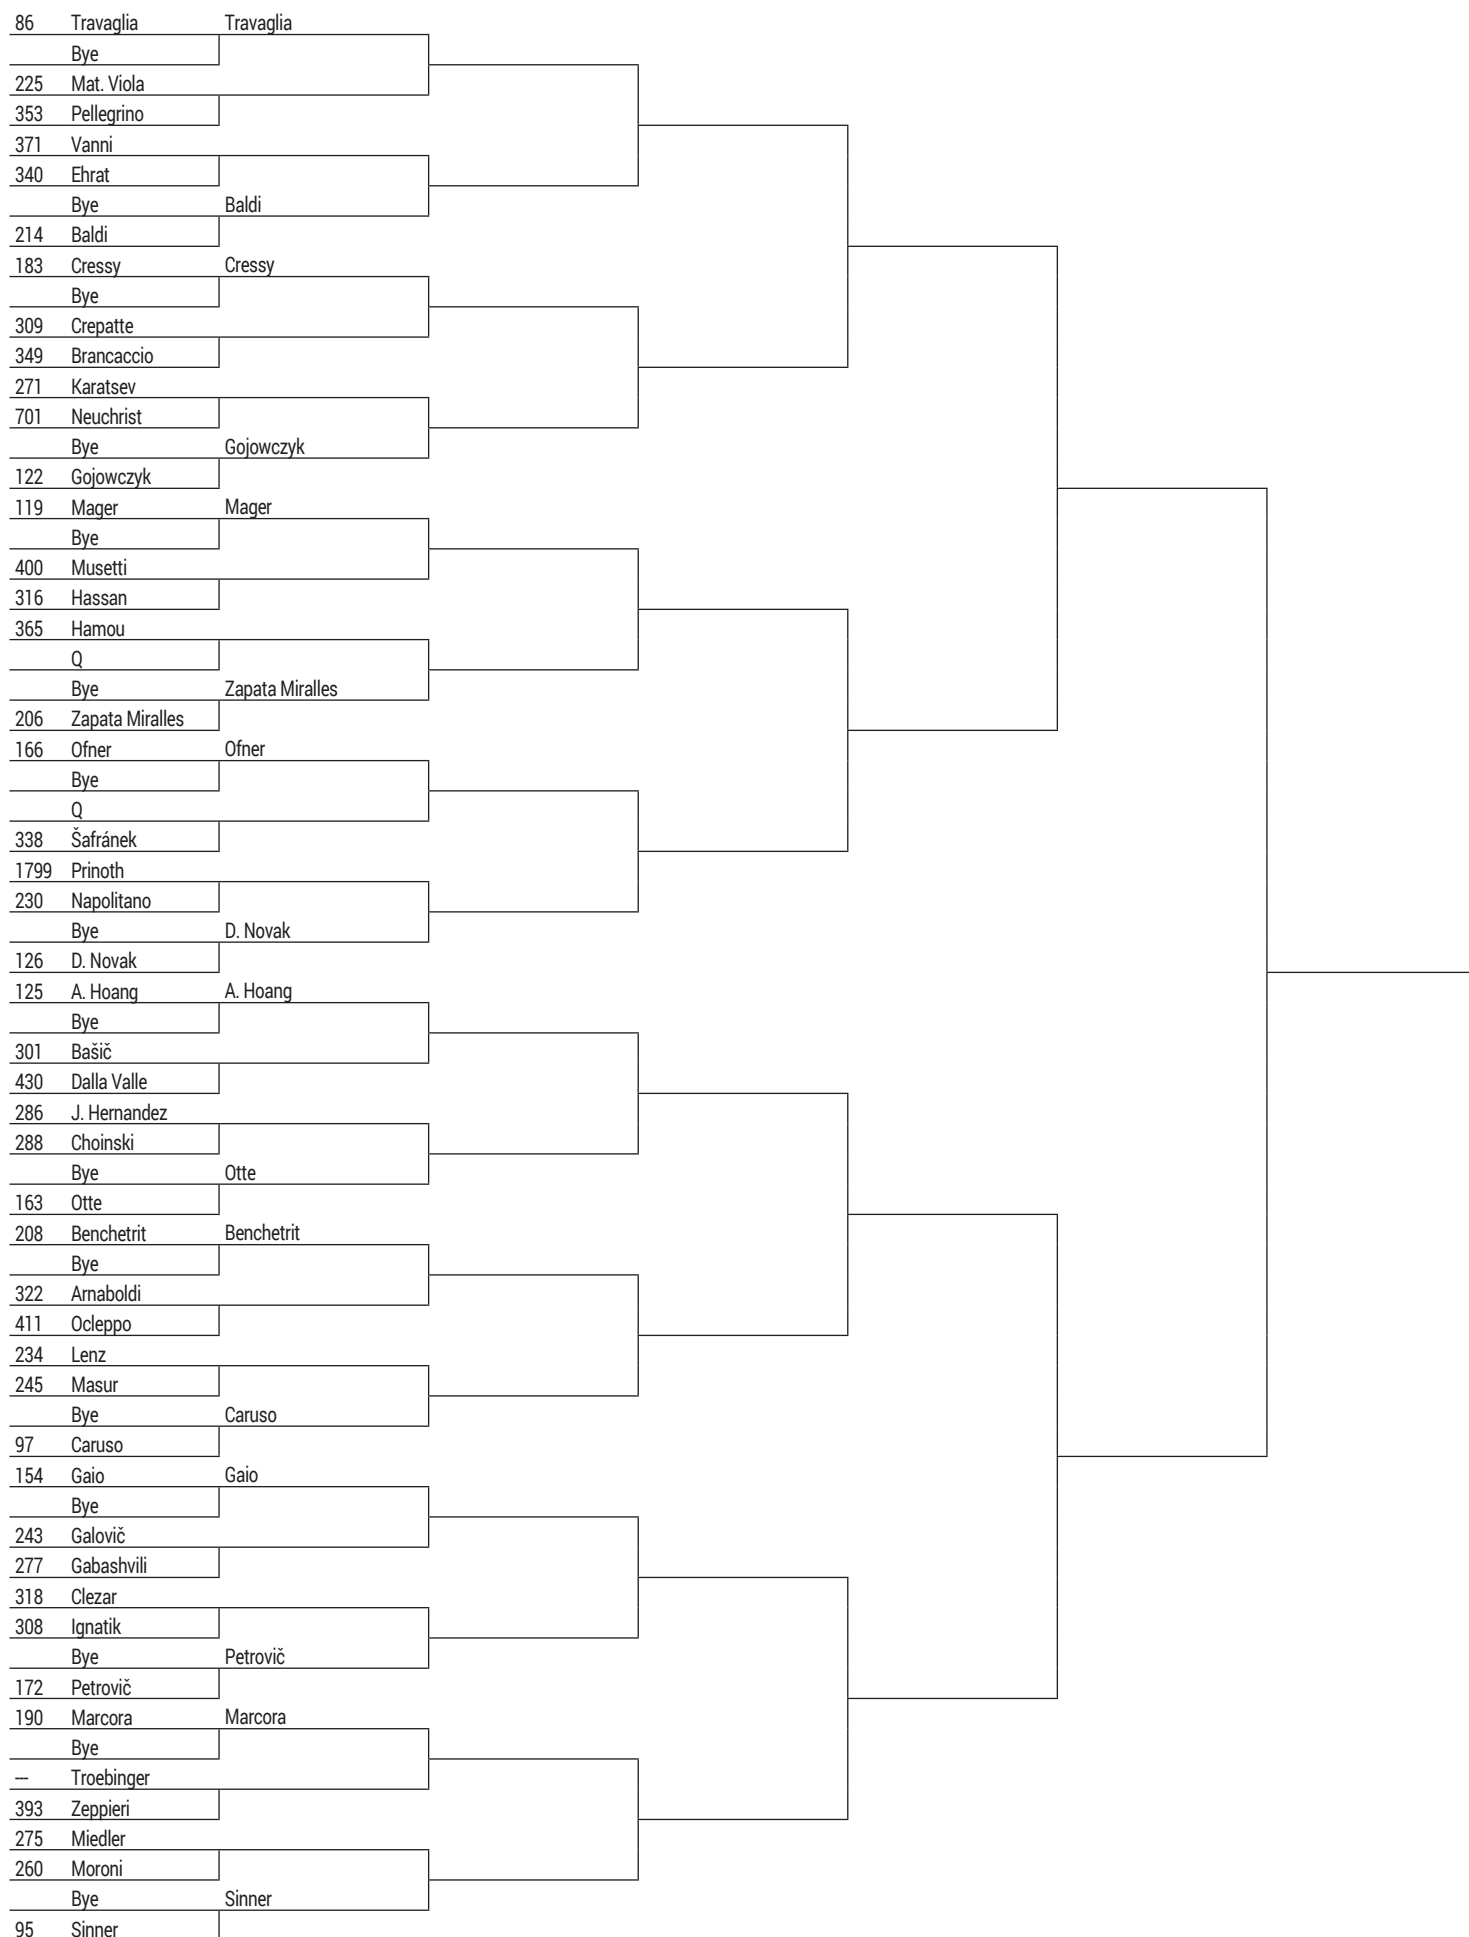 86 Travaglia Travaglia
Bye
225 Mat. Viola
353 Pellegrino
371 Vanni
340 Ehrat
Bye Baldi
214 Baldi
183 Cressy Cressy
Bye
309 Crepatte
349 Brancaccio
271 Karatsev
701 Neuchrist
Bye Gojowczyk
122 Gojowczyk
119 Mager Mager
Bye
400 Musetti
316 Hassan
365 Hamou
Q
Bye Zapata Miralles
206 Zapata Miralles
166 Ofner Ofner
Bye
Q
338 Šafránek
1799 Prinoth
230 Napolitano
Bye D. Novak
126 D. Novak
125 A. Hoang A. Hoang
Bye
301 Bašič
430 Dalla Valle
286 J. Hernandez
288 Choinski
Bye Otte
163 Otte
208 Benchetrit Benchetrit
Bye
322 Arnaboldi
411 Ocleppo
234 Lenz
245 Masur
Bye Caruso
97 Caruso
154 Gaio Gaio
Bye
243 Galovič
277 Gabashvili
318 Clezar
308 Ignatik
Bye Petrovič
172 Petrovič
190 Marcora Marcora
Bye
--- Troebinger
393 Zeppieri
275 Miedler
260 Moroni
Bye Sinner
95 Sinner